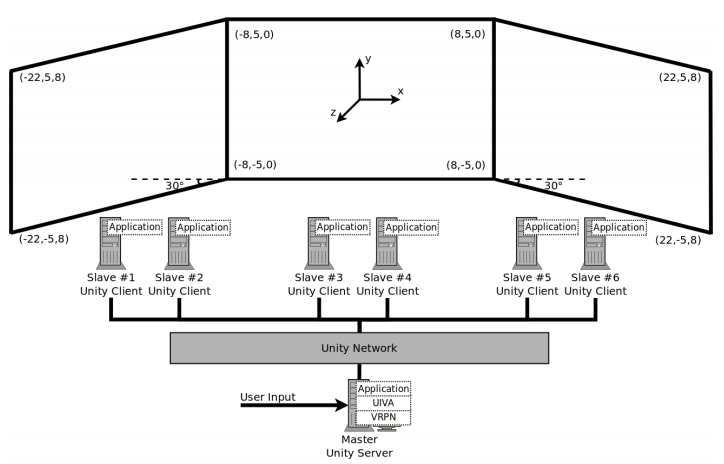 (-8,5,0)
(8,5,0)
(-22,5,8)
(22,5,8)
y
x
z
(-8,-5,0)
(8,-5,0)
30°
30°
(-22,-5,8)
(22,-5,8)
Application
Application
Application
Application
Application
Application
Slave #1
Unity Client
Slave #2
Unity Client
Slave #3
Unity Client
Slave #4
Unity Client
Slave #5
Unity Client
Slave #6
Unity Client
Unity Network
User Input
Application
UIVA
VRPN
Master
Unity Server